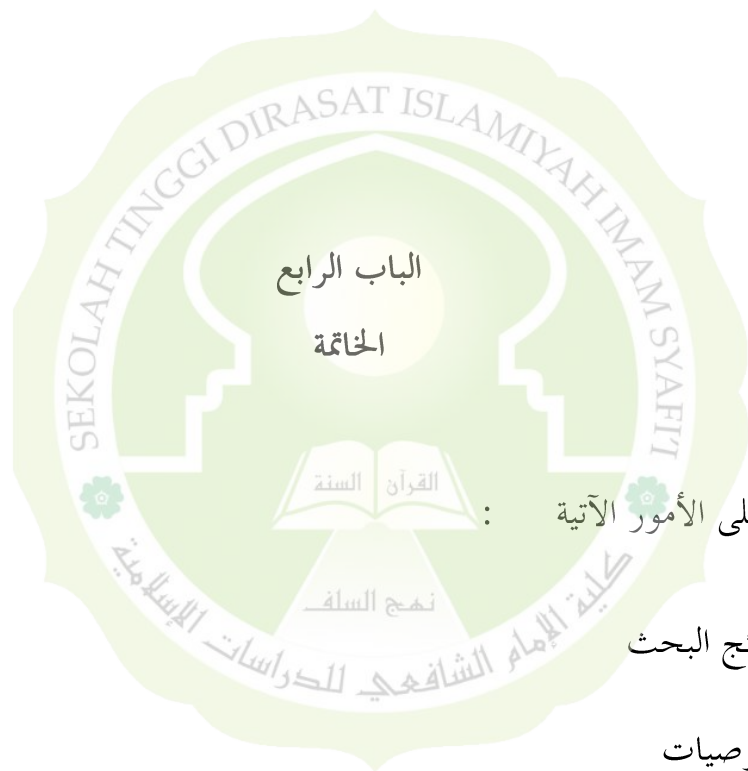 SEKOLAH TINGGI DIRASAT ISLAMIYAH IMAM SYAFI'I
الباب الرابع
الخاتمة
القرآن السنة
لى الأمور الآتية :
نهج السلف
ئج البحث
كلية الإمام الشافعي للدراسات الإسلامية
وصيات